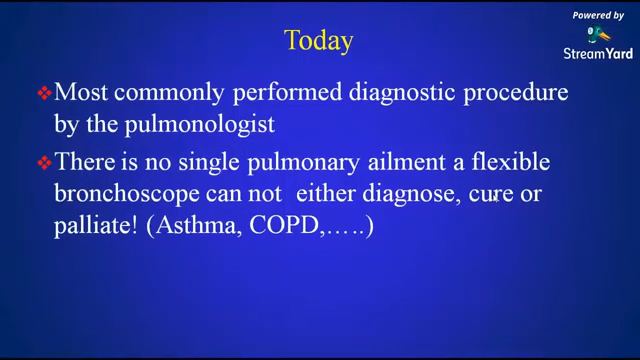 Powered by
StreamYard
Today
Most commonly performed diagnostic procedure
by the pulmonologist
There is no single pulmonary ailment a flexible
bronchoscope can not either diagnose, cure or
palliate! (Asthma, COPD,…..)